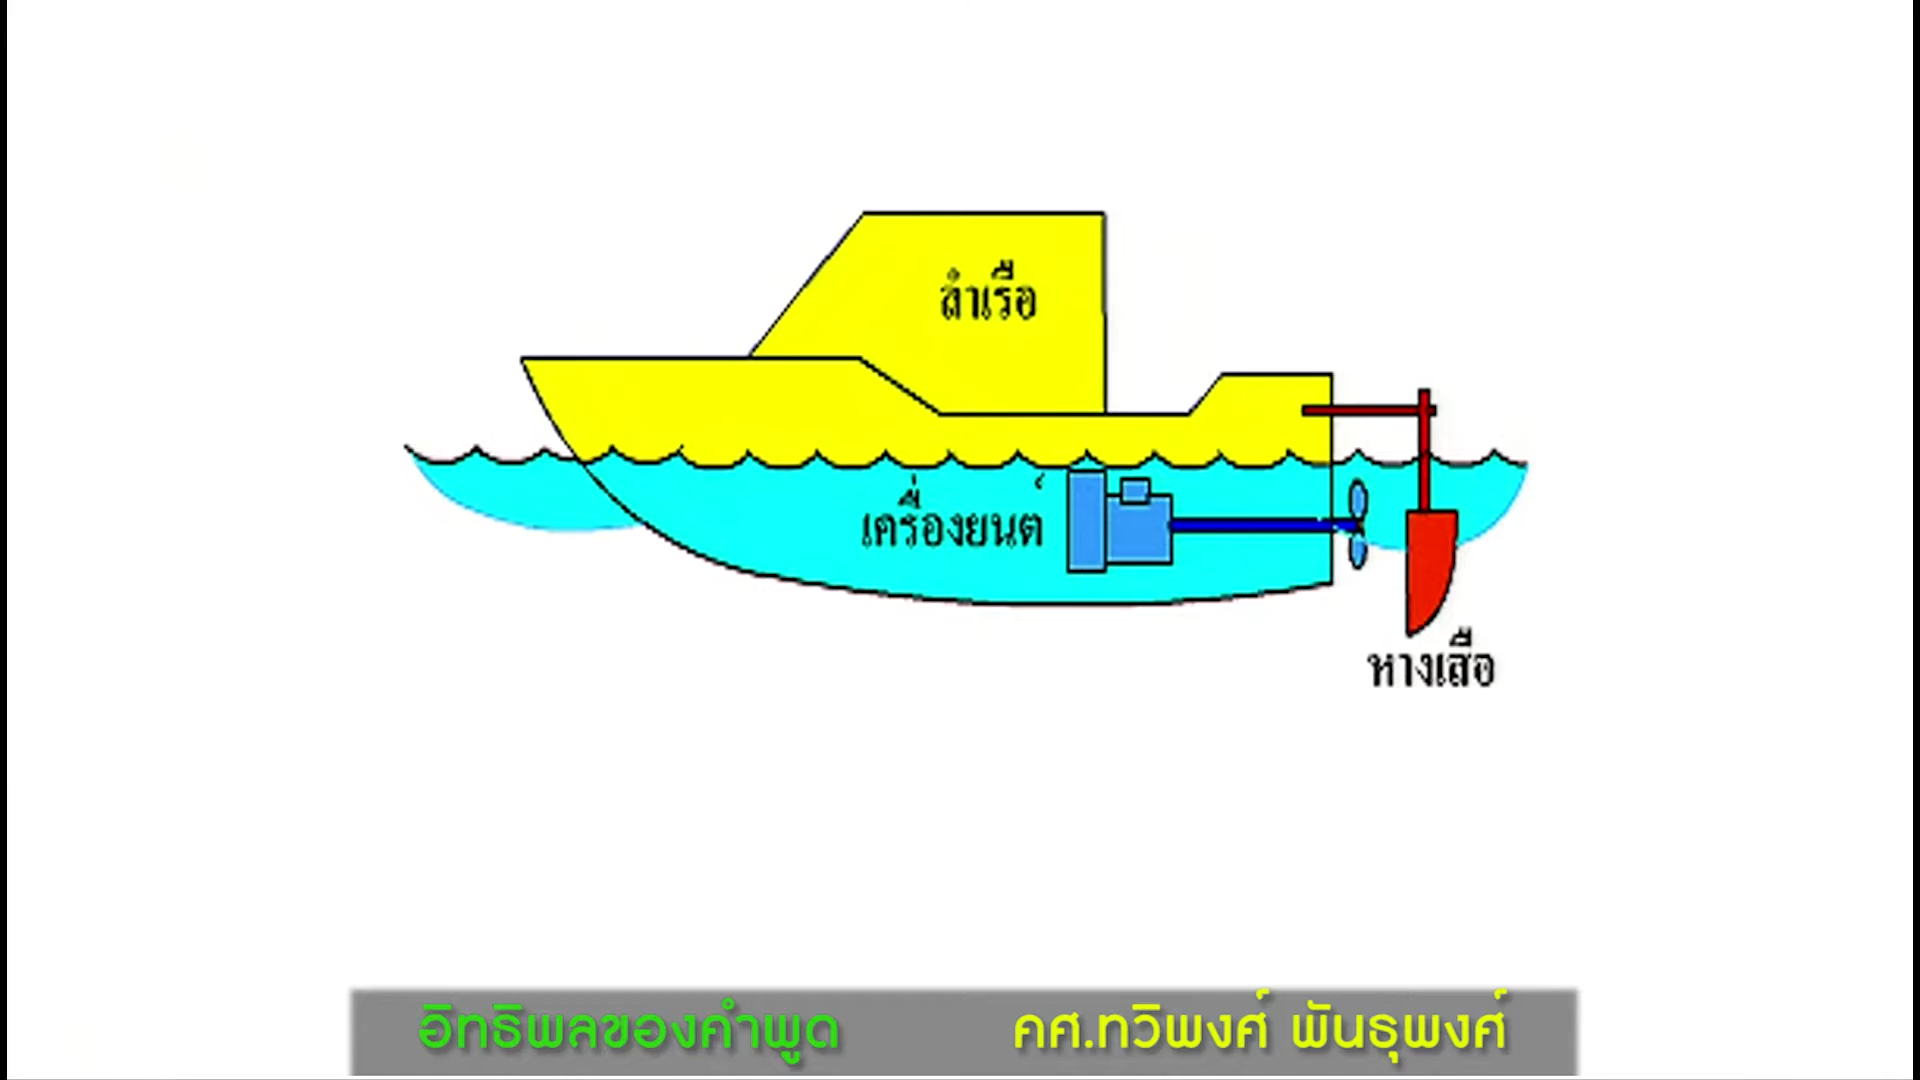 ลำเรือ
เครื่องยนต์
หางเสือ
อิทธิพลของคำพูด คศ.ทวิพงศ์ พันธุพงศ์